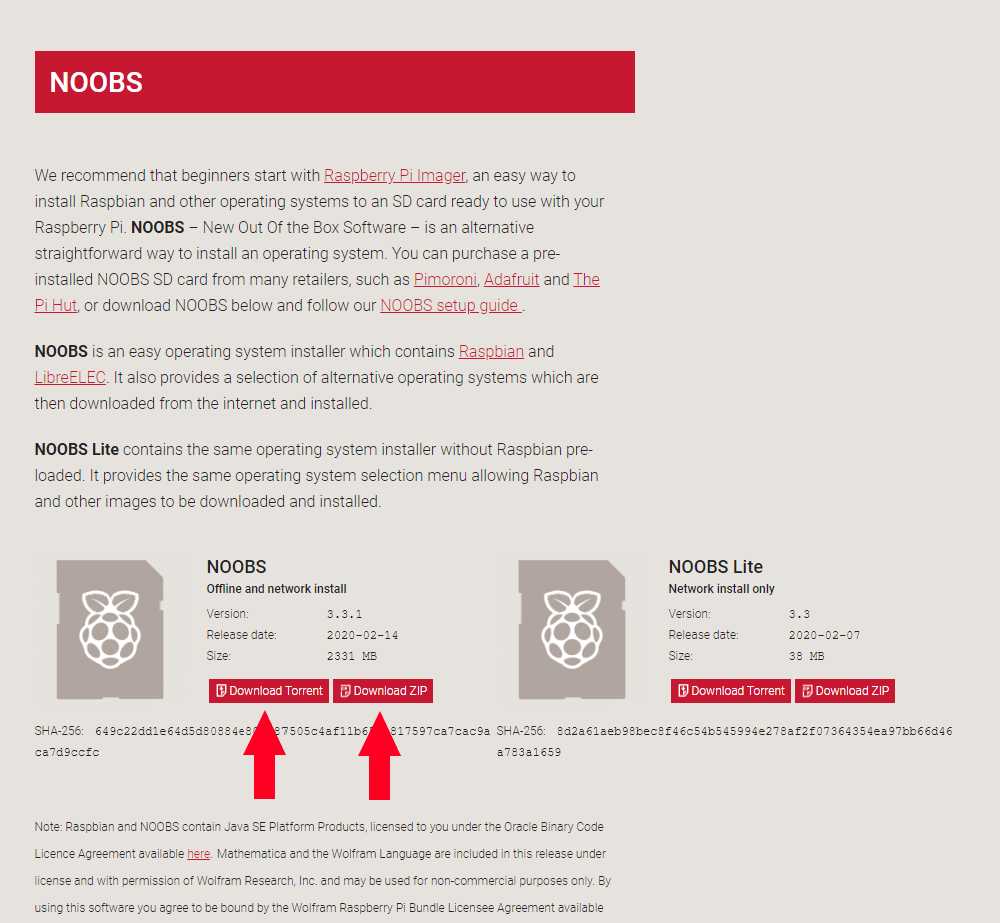 NOOBS
We recommend that beginners start with Raspberry Pi Imager, an easy way to
install Raspbian and other operating systems to an SD card ready to use with your
Raspberry Pi. NOOBS – New Out Of the Box Software – is an alternative
straightforward way to install an operating system. You can purchase a pre-
installed NOOBS SD card from many retailers, such as Pimoroni, Adafruit and The
Pi Hut, or download NOOBS below and follow our NOOBS setup guide .
NOOBS is an easy operating system installer which contains Raspbian and
LibreELEC. It also provides a selection of alternative operating systems which are
then downloaded from the internet and installed.
NOOBS Lite contains the same operating system installer without Raspbian pre-
loaded. It provides the same operating system selection menu allowing Raspbian
and other images to be downloaded and installed.
NOOBS
Offline and network install
Version: 3.3.1
Release date: 2020-02-14
Size: 2331 MB
Download Torrent Download ZIP
SHA-256:
ca7d9ccfc
NOOBS Lite
Network install only
Version: 3.3
Release date: 2020-02-07
Size: 38 MB
Download Torrent Download ZIP
SHA-256: 8d2a61aeb98bec8f46c54b545994e278af2f07364354ea97bb66d46
a783a1659
Note: Raspbian and NOOBS contain Java SE Platform Products, licensed to you under the Oracle Binary Code
Licence Agreement available here. Mathematica and the Wolfram Language are included in this release under
license and with permission of Wolfram Research, Inc. and may be used for non-commercial purposes only. By
using this software you agree to be bound by the Wolfram Raspberry Pi Bundle Licensee Agreement available